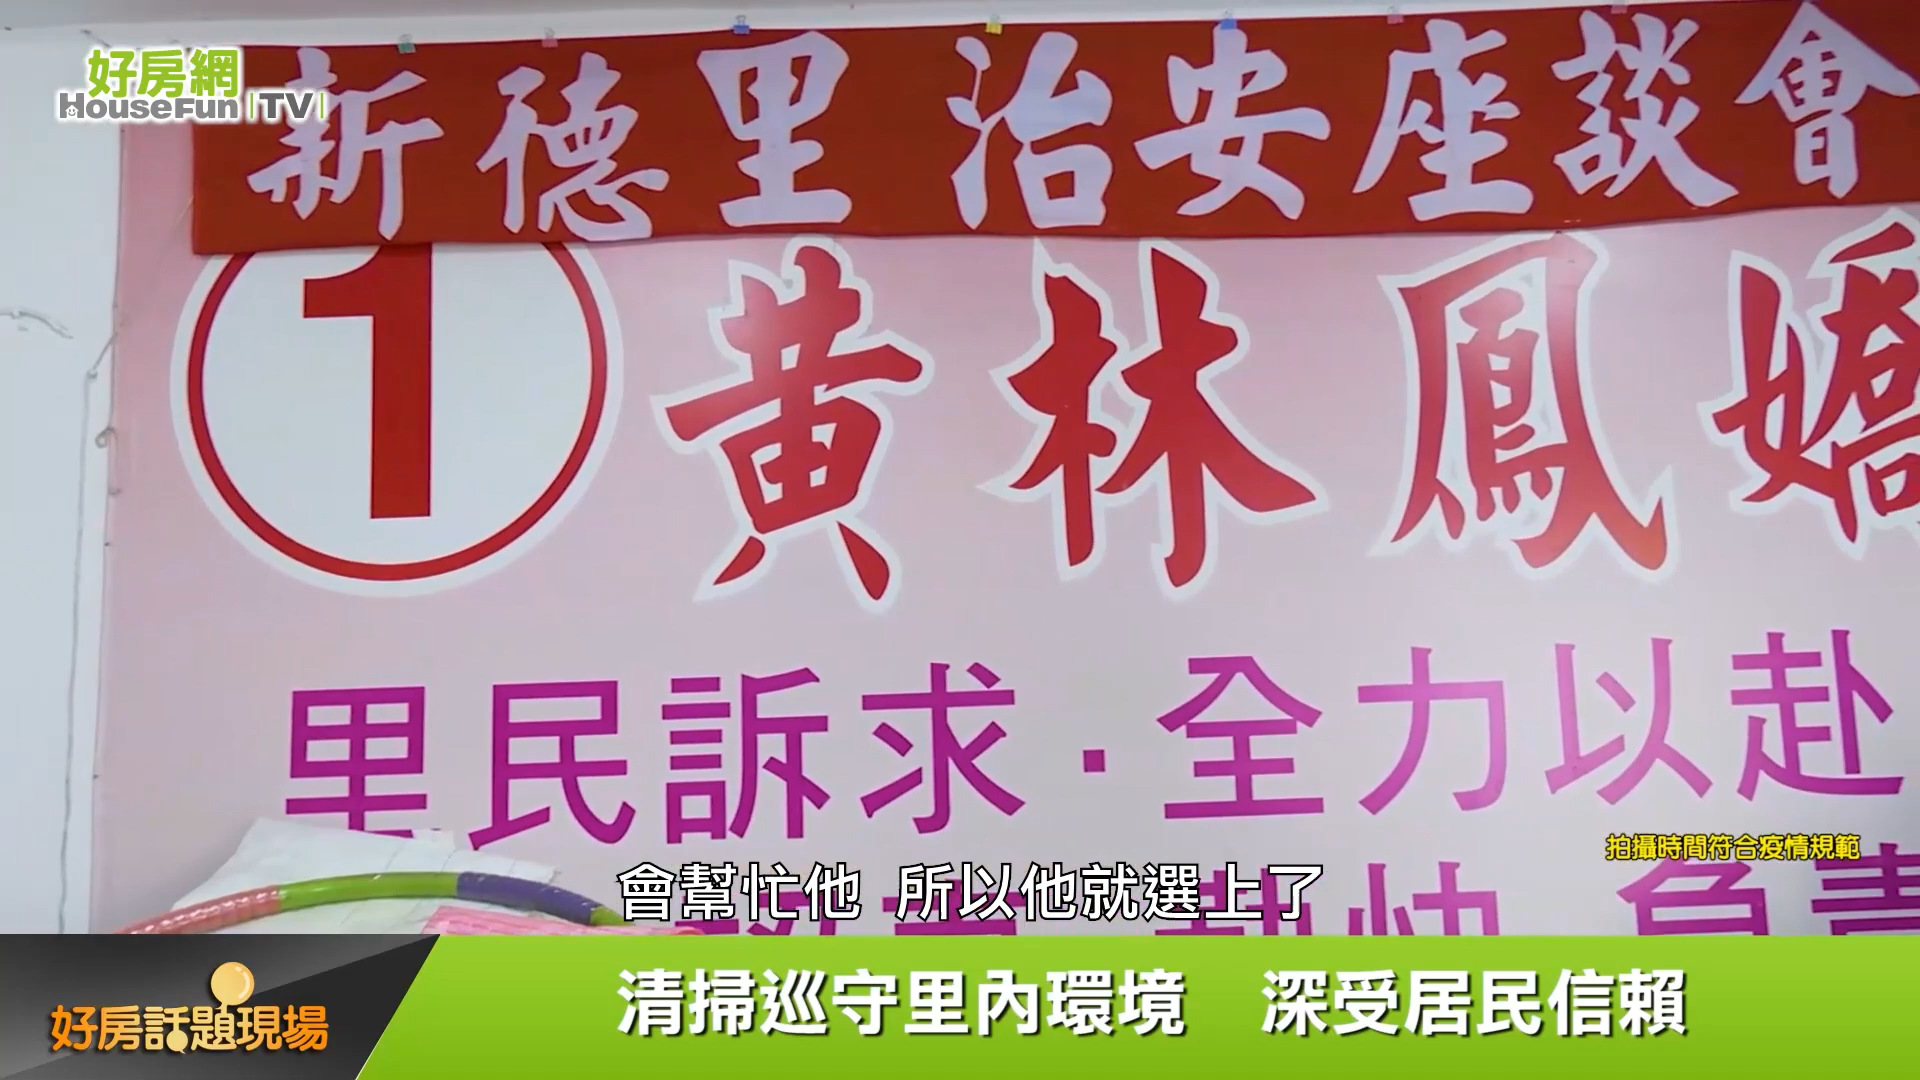 好房網
HouseFun TV
新德里 治安座談會
1 黃林鳳嬌
里民訴求·全力以赴
拍攝時間符合疫情規範
會幫忙他 所以他就選上了
清掃巡守里內環境 深受居民信賴
好房話題現場